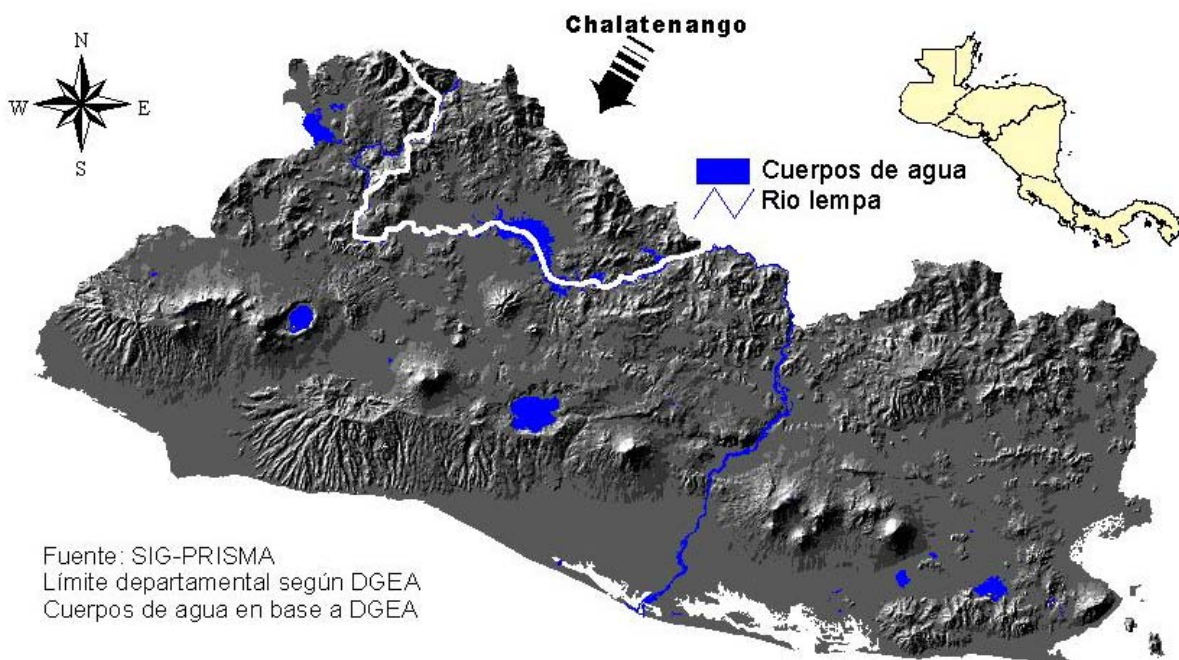 Chalatenango
N
W E
S
Cuerpos de agua
Rio lempa
Fuente: SIG-PRISMA
Límite departamental según DGEA
Cuerpos de agua en base a DGEA